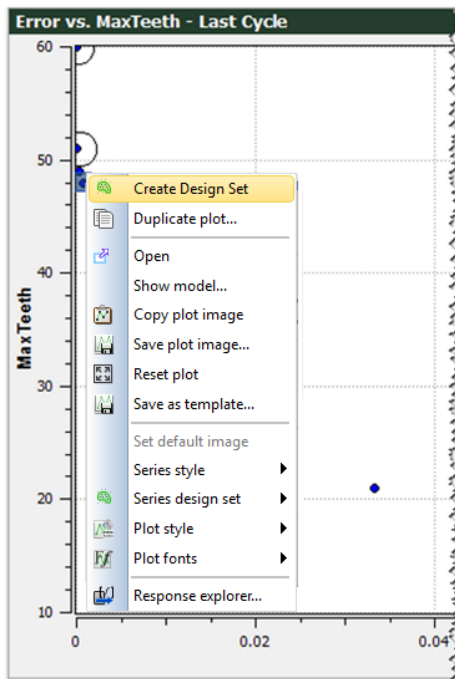 Error vs. MaxTeeth - Last Cycle
60
50
40
30
20
10
MaxTeeth
Create Design Set
Duplicate plot...
Open
Show model...
Copy plot image
Save plot image...
Reset plot
Save as template...
Set default image
Series style
Series design set
Plot style
Plot fonts
Response explorer...
0
0.02
0.04